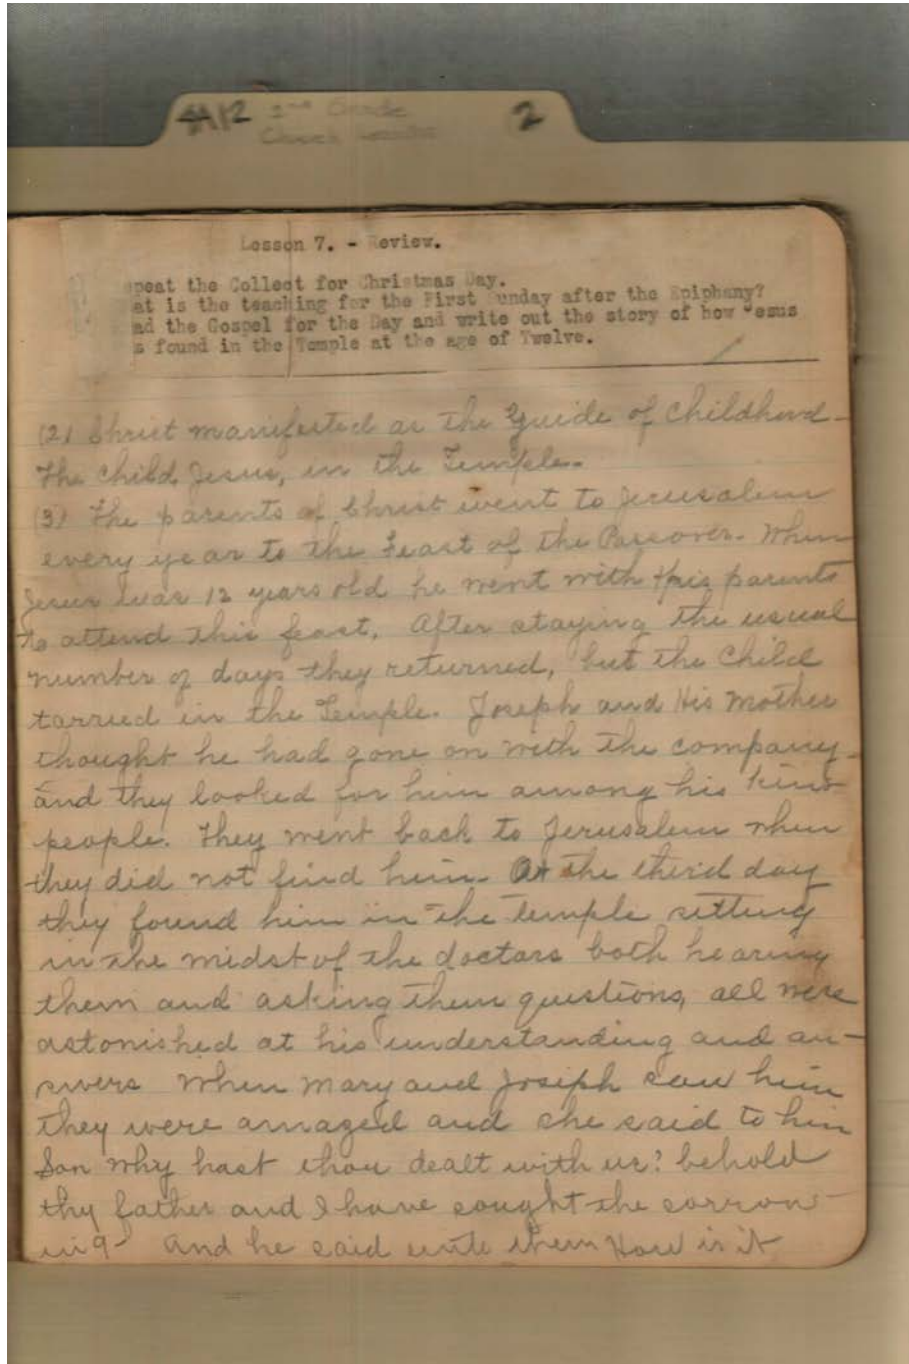 #12 2nd Grade 2
Church
Lesson 7. - Review.
epeat the Collect for Christmas Day.
at is the teaching for the First Sunday after the Epiphany?
ad the Gospel for the Day and write out the story of how Jesus
s found in the Temple at the age of Twelve.
(2) Christ manifested as the Guide of Childhood -
The Child Jesus, in the Temple.
(3) The parents of Christ went to Jerusalem
every year to the Feast of the Passover. When
Jesus was 12 years old he went with His parents
to attend this feast. After staying the usual
number of days they returned, but the Child
tarried in the Temple. Joseph and His Mother
thought he had gone on with the company
and they looked for him among his kins
people. They went back to Jerusalem when
they did not find him. On the third day
they found him in the temple sitting
in the midst of the doctors both hearing
them and asking them questions, all were
astonished at his understanding and an-
swers When Mary and Joseph saw him
they were amazed and she said to him
Son why hast thou dealt with us? behold
thy father and I have sought the sorrow-
ing- And he said unto them How is it